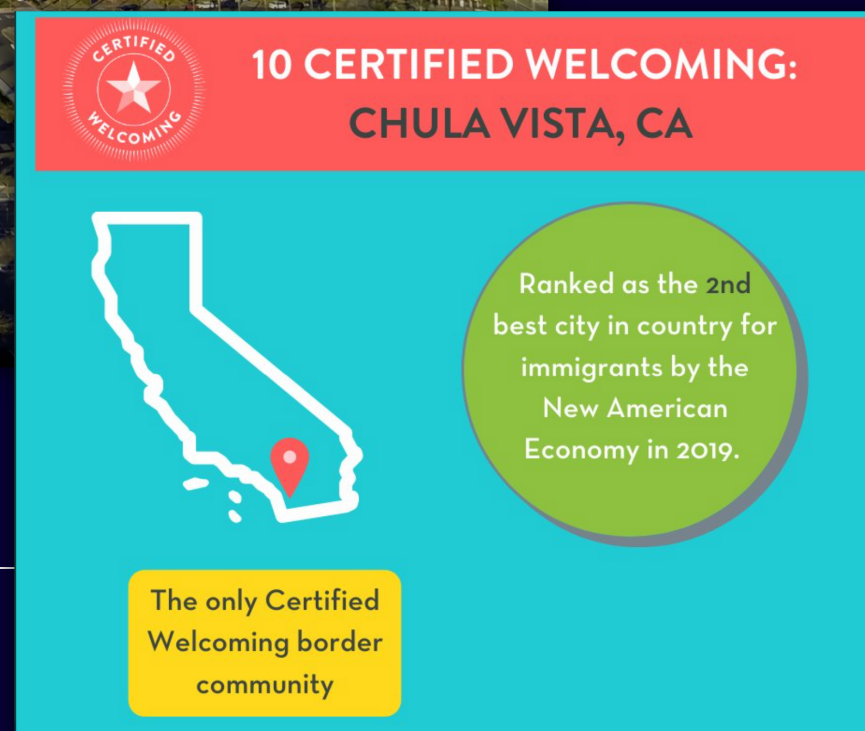 CERTIFIED
WELCOMING
10 CERTIFIED WELCOMING:
CHULA VISTA, CA
Ranked as the 2nd
best city in country for
immigrants by the
New American
Economy in 2019.
The only Certified
Welcoming border
community